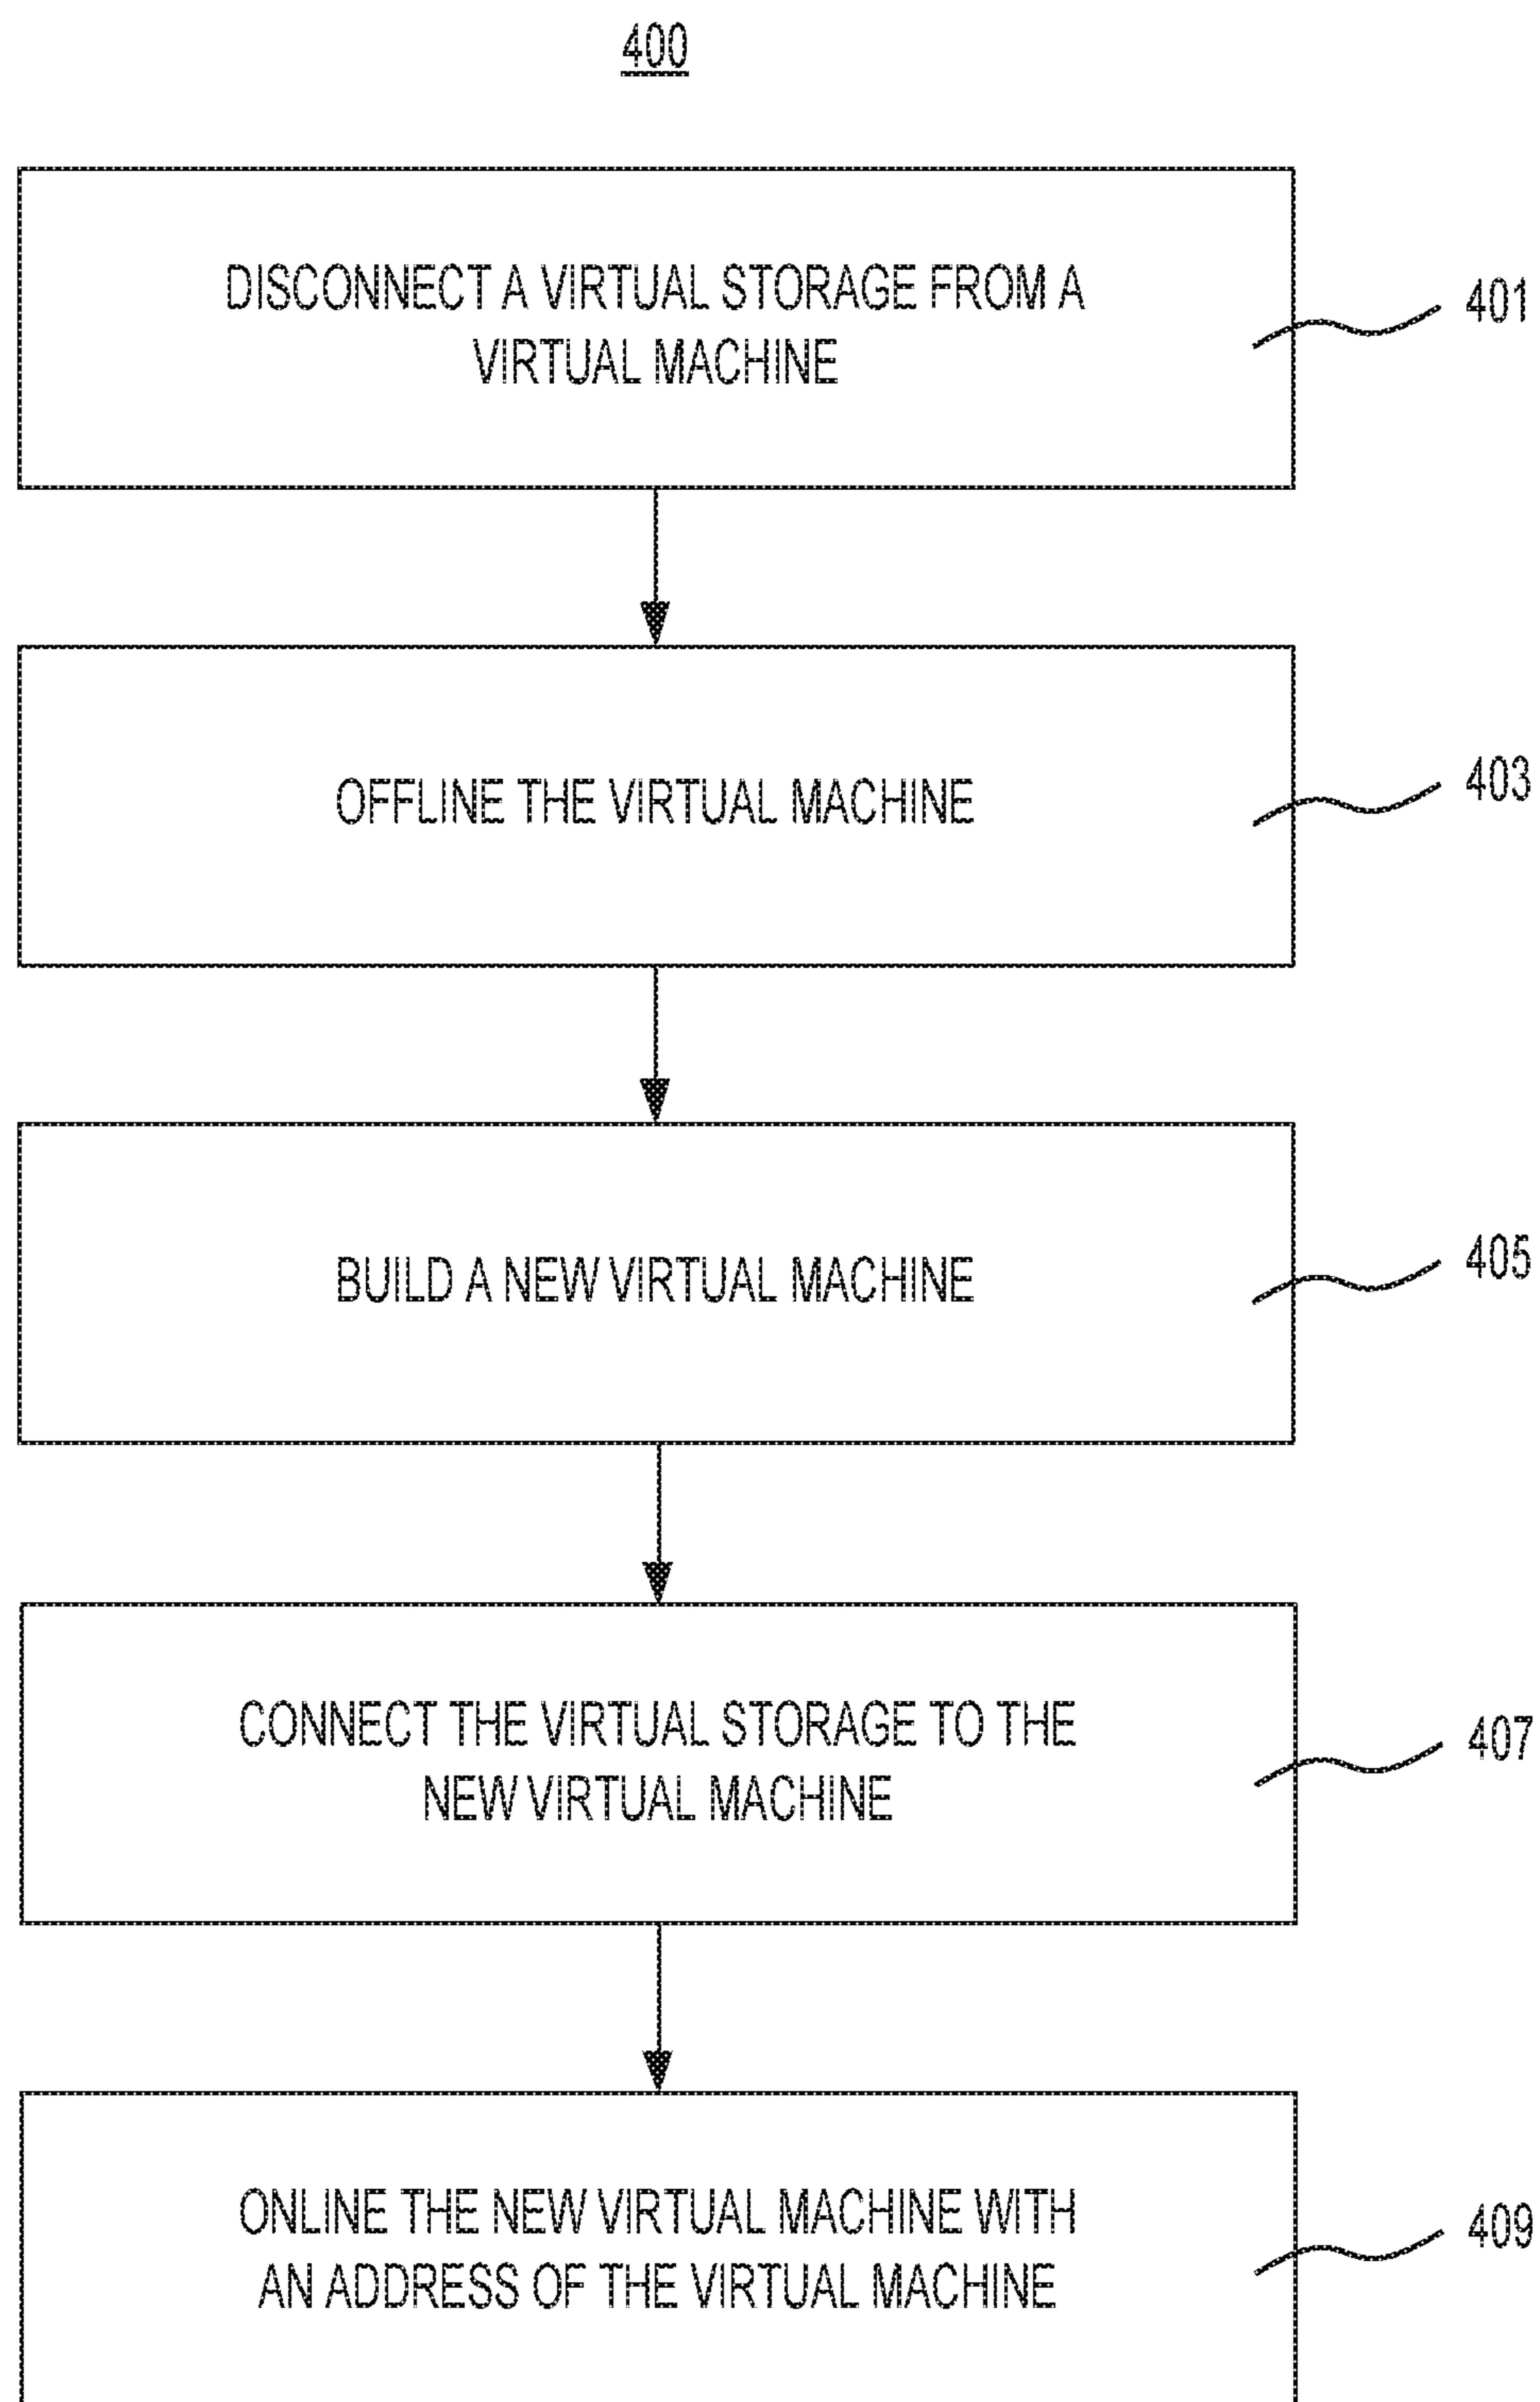 400
DISCONNECT A VIRTUAL STORAGE FROM A
VIRTUAL MACHINE
401
OFFLINE THE VIRTUAL MACHINE
403
BUILD A NEW VIRTUAL MACHINE
405
CONNECT THE VIRTUAL STORAGE TO THE
NEW VIRTUAL MACHINE
407
ONLINE THE NEW VIRTUAL MACHINE WITH
AN ADDRESS OF THE VIRTUAL MACHINE
409